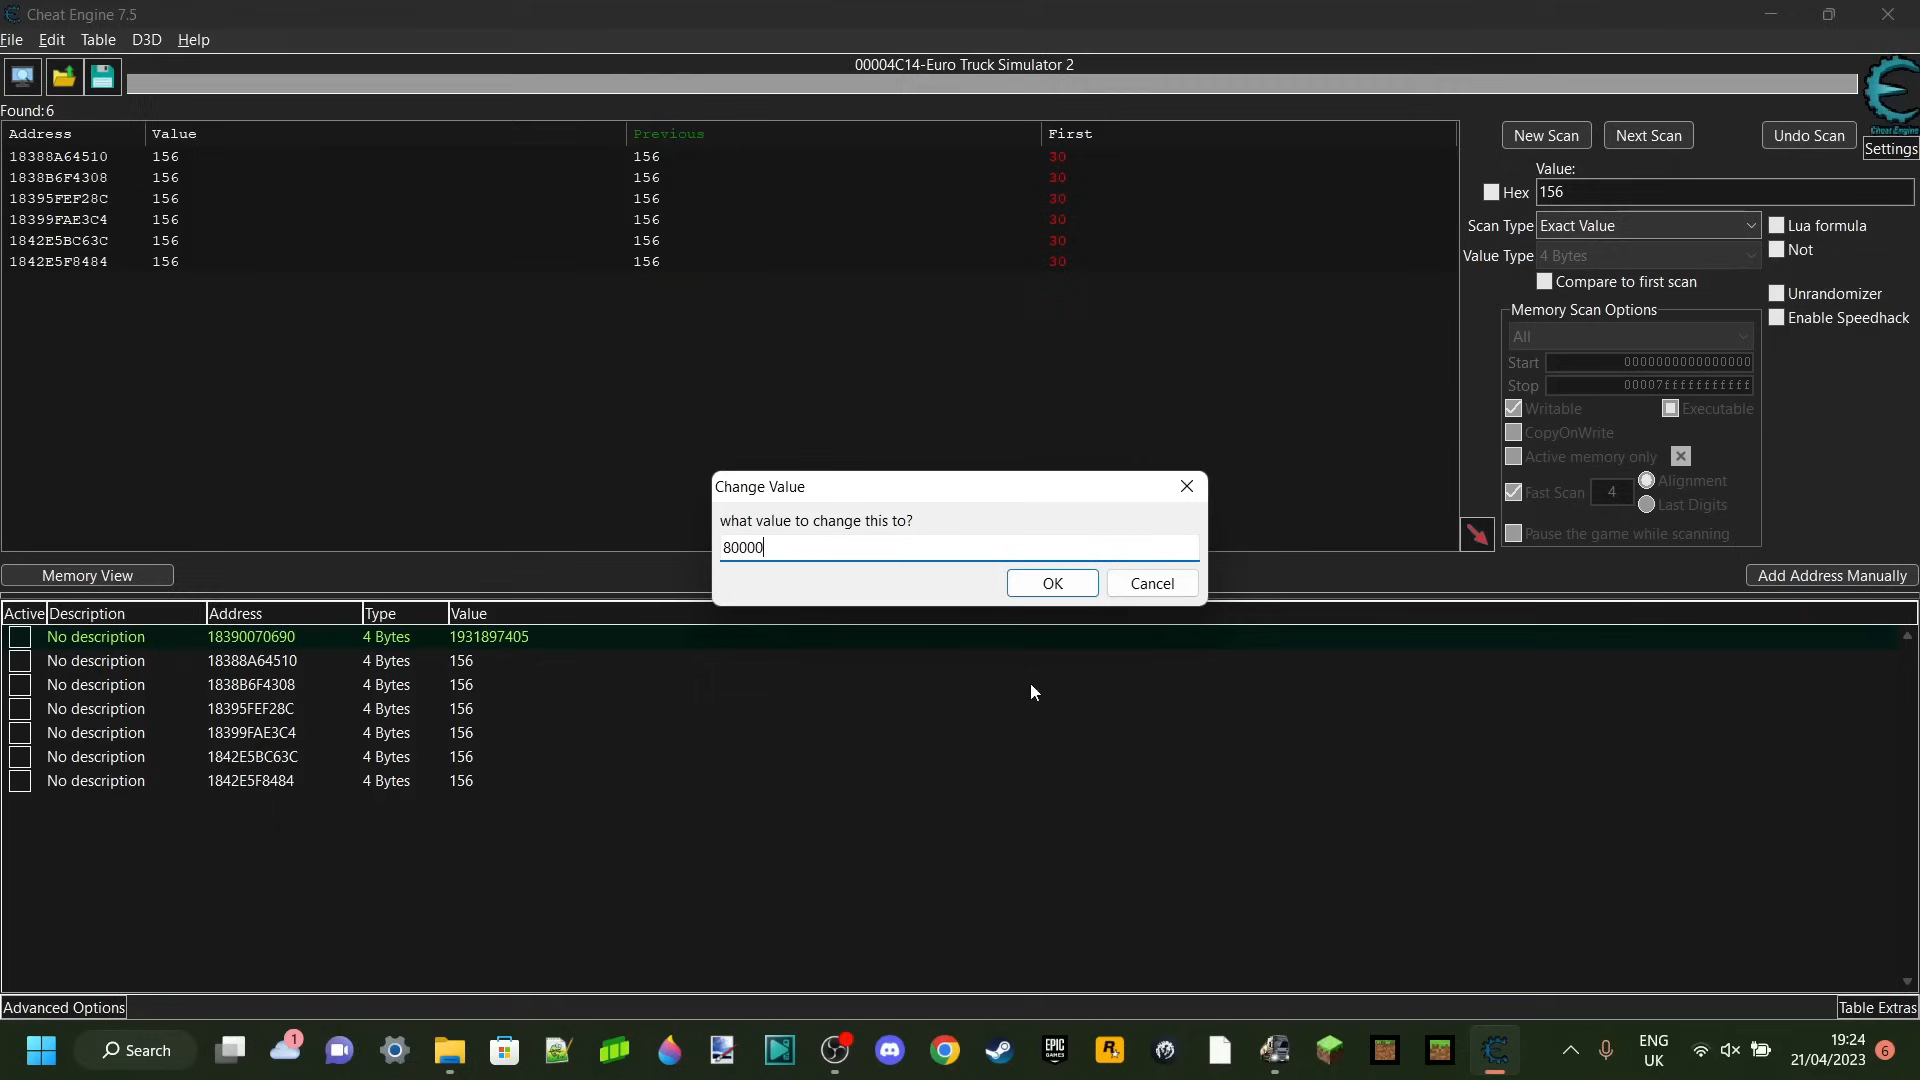 Cheat Engine 7.5
File Edit Table D3D Help
00004C14-Euro Truck Simulator 2
Found:6
Address Value Previous First
18388A64510 156 156 30
1838B6F4308 156 156 30
18395FEF28C 156 156 30
18399FAE3C4 156 156 30
1842E5BC63C 156 156 30
1842E5F8484 156 156 30
New Scan Next Scan Undo Scan
Cheat Engine
Settings
Value:
Hex 156
Scan Type Exact Value Lua formula
Not
Value Type 4 Bytes
Compare to first scan
Unrandomizer
Memory Scan Options
Enable Speedhack
All
Start 0000000000000000
Stop 00007fffffffffff
Writable Executable
CopyOnWrite
Active memory only
Fast Scan 4 Alignment
Last Digits
Pause the game while scanning
Change Value
what value to change this to?
80000
OK Cancel
Memory View Add Address Manually
Active Description Address Type Value
No description 18390070690 4 Bytes 1931897405
No description 18388A64510 4 Bytes 156
No description 1838B6F4308 4 Bytes 156
No description 18395FEF28C 4 Bytes 156
No description 18399FAE3C4 4 Bytes 156
No description 1842E5BC63C 4 Bytes 156
No description 1842E5F8484 4 Bytes 156
Advanced Options Table Extras
Search
1
EPIC GAMES
R
ENG
UK
19:24
21/04/2023
6